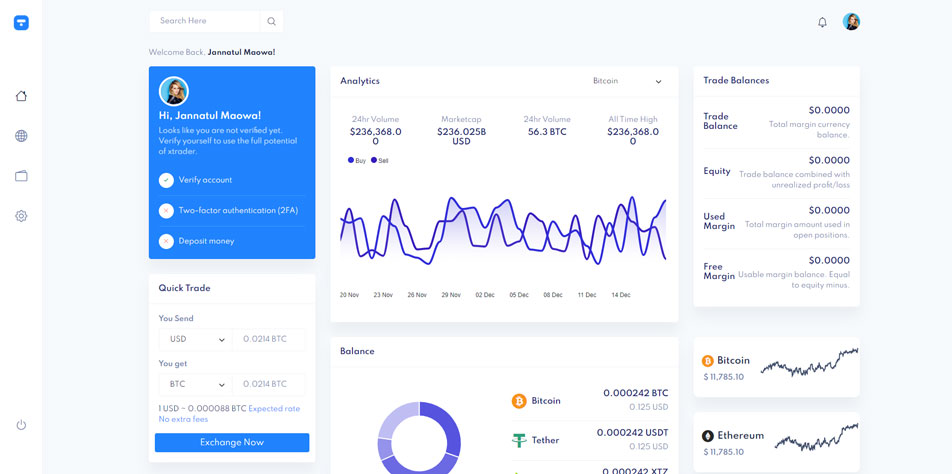 Search Here
Welcome Back, Jannatul Maowa!
Hi, Jannatul Maowa!
Looks like you are not verified yet.
Verify yourself to use the full potential
of xtrader.
Verify account
Two-factor authentication (2FA)
Deposit money
Quick Trade
You Send
USD
0.0214 BTC
You get
BTC
0.0214 BTC
1 USD ~ 0.000088 BTC Expected rate
No extra fees
Exchange Now
Analytics
Bitcoin
24hr Volume
$236,368.0
0
Marketcap
$236.025B
USD
24hr Volume
56.3 BTC
All Time High
$236,368.0
0
Buy
Sell
20 Nov
23 Nov
26 Nov
29 Nov
02 Dec
05 Dec
08 Dec
11 Dec
14 Dec
Balance
Bitcoin
0.000242 BTC
0.125 USD
Tether
0.000242 USDT
0.125 USD
0.000242 XTZ
Trade Balances
Trade
Balance
$0.0000
Total margin currency
balance.
Equity
$0.0000
Trade balance combined with
unrealized profit/loss
Used
Margin
$0.0000
Total margin amount used in
open positions.
Free
Margin
$0.0000
Usable margin balance. Equal
to equity minus.
Bitcoin
$ 11,785.10
Ethereum
$ 11,785.10